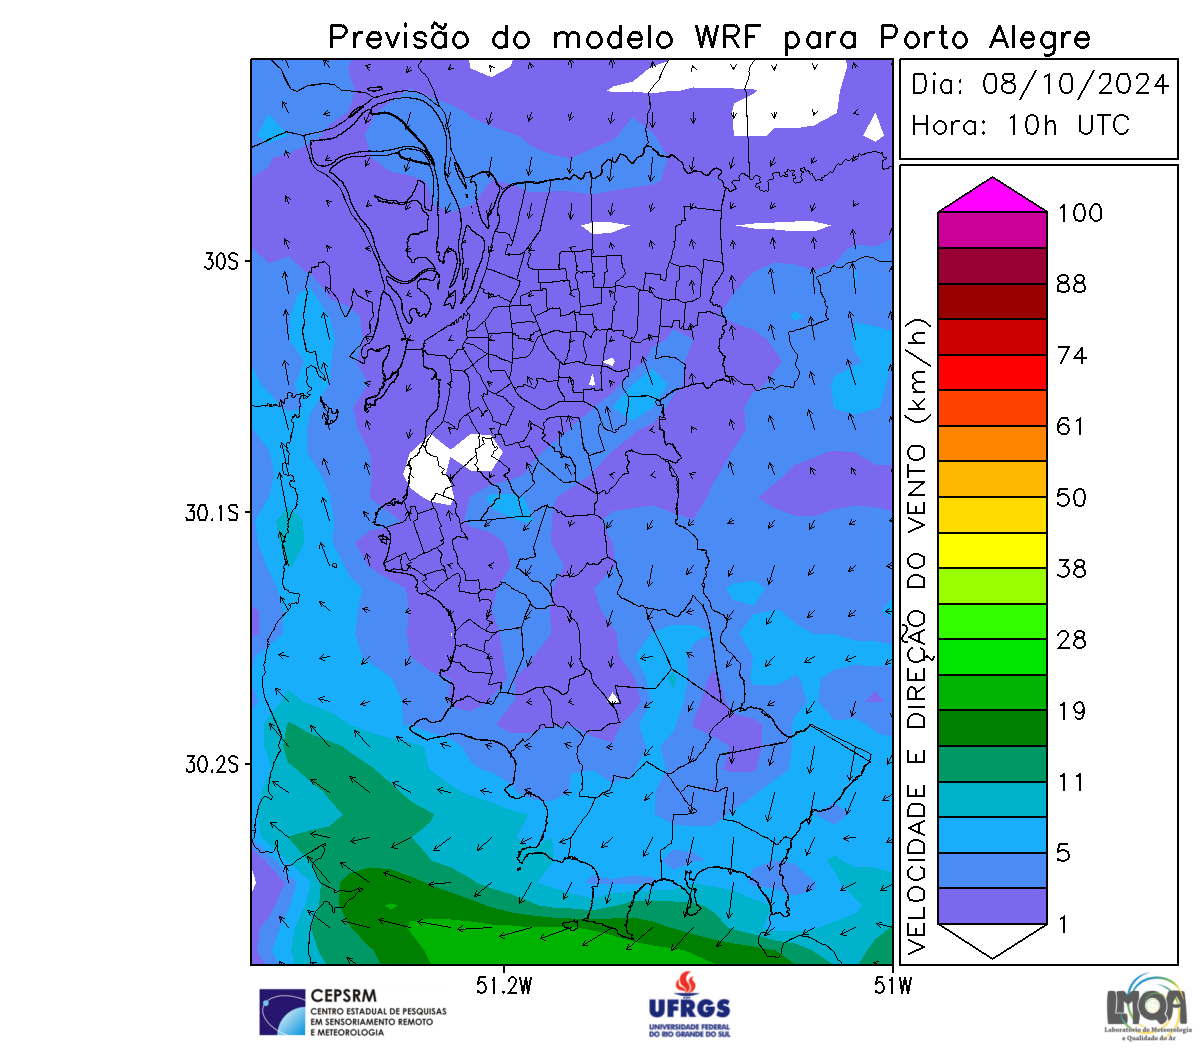 Previsão do modelo WRF para Porto Alegre
Dia: 08/10/2024
Hora: 10h UTC
100
88
74
61
50
38
28
19
11
5
1
VELOCIDADE E DIREÇÃO DO VENTO (km/h)
30S
30.1S
30.2S
51.2W
51W
CEPSRM
CENTRO ESTADUAL DE PESQUISAS
EM SENSORIAMENTO REMOTO
E METEOROLOGIA
UFRGS
UNIVERSIDADE FEDERAL
DO RIO GRANDE DO SUL
LMQA
Laboratório de Meteorologia
e Qualidade do Ar